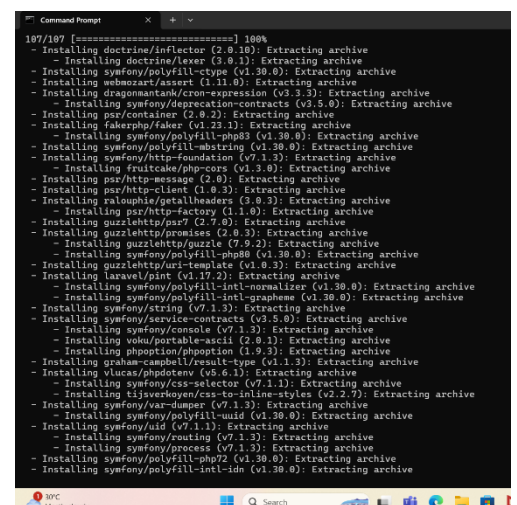 Command Prompt
107/107 [============================] 100%
- Installing doctrine/inflector (2.0.10): Extracting archive
- Installing doctrine/lexer (3.0.1): Extracting archive
- Installing symfony/polyfill-ctype (v1.30.0): Extracting archive
- Installing webmozart/assert (1.11.0): Extracting archive
- Installing dragonmantank/cron-expression (v3.3.3): Extracting archive
- Installing symfony/deprecation-contracts (v3.5.0): Extracting archive
- Installing psr/container (2.0.2): Extracting archive
- Installing fakerphp/faker (v1.23.1): Extracting archive
- Installing symfony/polyfill-php83 (v1.30.0): Extracting archive
- Installing symfony/polyfill-mbstring (v1.30.0): Extracting archive
- Installing symfony/http-foundation (v7.1.3): Extracting archive
- Installing fruitcake/php-cors (v1.3.0): Extracting archive
- Installing psr/http-message (2.0): Extracting archive
- Installing psr/http-client (1.0.3): Extracting archive
- Installing ralouphie/getallheaders (3.0.3): Extracting archive
- Installing psr/http-factory (1.1.0): Extracting archive
- Installing guzzlehttp/psr7 (2.7.0): Extracting archive
- Installing guzzlehttp/promises (2.0.3): Extracting archive
- Installing guzzlehttp/guzzle (7.9.2): Extracting archive
- Installing symfony/polyfill-php80 (v1.30.0): Extracting archive
- Installing guzzlehttp/uri-template (v1.0.3): Extracting archive
- Installing laravel/pint (v1.17.2): Extracting archive
- Installing symfony/polyfill-intl-normalizer (v1.30.0): Extracting archive
- Installing symfony/polyfill-intl-grapheme (v1.30.0): Extracting archive
- Installing symfony/string (v7.1.3): Extracting archive
- Installing symfony/service-contracts (v3.5.0): Extracting archive
- Installing symfony/console (v7.1.3): Extracting archive
- Installing voku/portable-ascii (2.0.1): Extracting archive
- Installing phpoption/phpoption (1.9.3): Extracting archive
- Installing graham-campbell/result-type (v1.1.3): Extracting archive
- Installing vlucas/phpdotenv (v5.6.1): Extracting archive
- Installing symfony/css-selector (v7.1.1): Extracting archive
- Installing tijsverkoyen/css-to-inline-styles (v2.2.7): Extracting archive
- Installing symfony/var-dumper (v7.1.3): Extracting archive
- Installing symfony/polyfill-uuid (v1.30.0): Extracting archive
- Installing symfony/uid (v7.1.1): Extracting archive
- Installing symfony/routing (v7.1.3): Extracting archive
- Installing symfony/process (v7.1.3): Extracting archive
- Installing symfony/polyfill-php72 (v1.30.0): Extracting archive
- Installing symfony/polyfill-intl-idn (v1.30.0): Extracting archive
30°C
Search